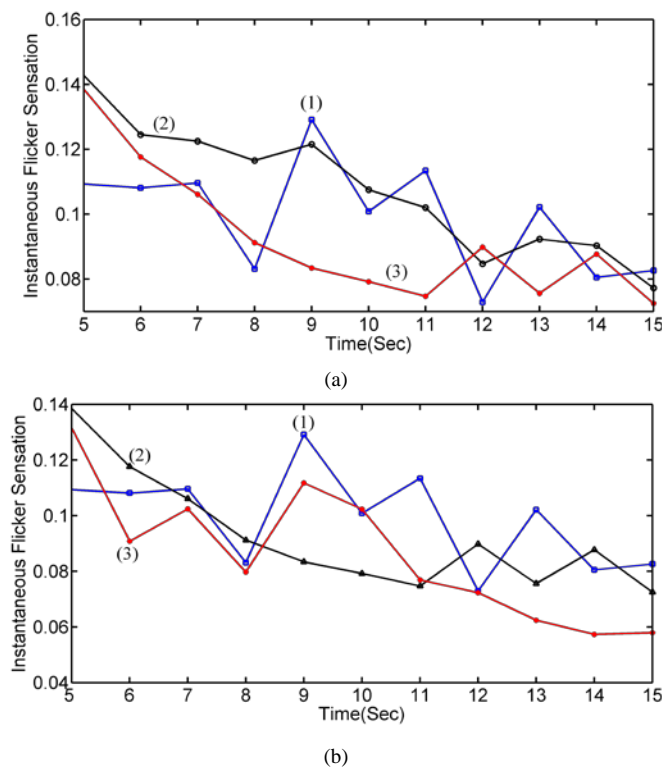 0.16
0.14
0.12
0.1
0.08
Instantaneous Flicker Sensation
(1)
(2)
(3)
5 6 7 8 9 10 11 12 13 14 15
Time(Sec)
(a)
0.14
0.12
0.1
0.08
0.06
0.04
Instantaneous Flicker Sensation
(1)
(2)
(3)
5 6 7 8 9 10 11 12 13 14 15
Time(Sec)
(b)